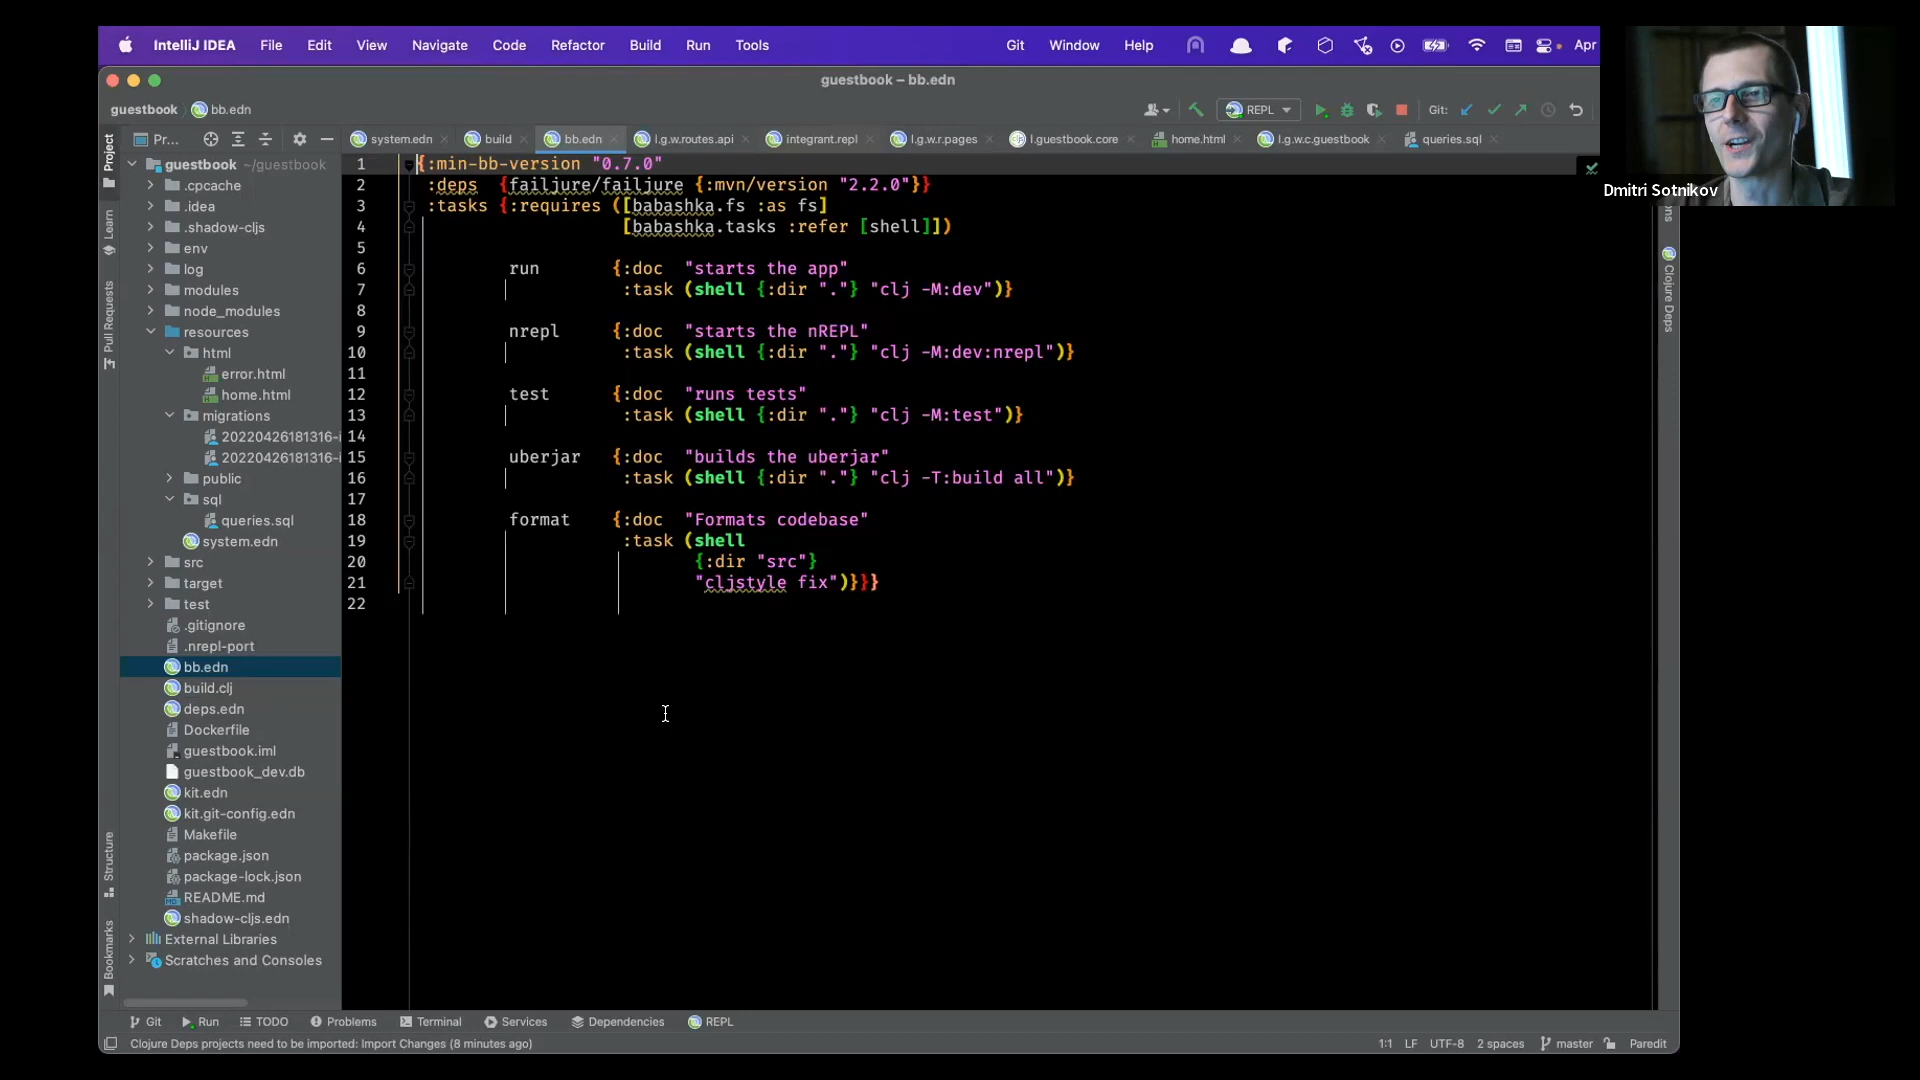 IntelliJ IDEA File Edit View Navigate Code Refactor Build Run Tools Git Window Help Apr
guestbook – bb.edn
guestbook bb.edn REPL Git:
Pr... system.edn build bb.edn l.g.w.routes.api integrant.repl l.g.w.r.pages l.guestbook.core home.html l.g.w.c.guestbook queries.sql
Dmitri Sotnikov
Project
Learn
Pull Requests
Structure
Bookmarks
guestbook ~/guestbook
.cpcache
.idea
.shadow-cljs
env
log
modules
node_modules
resources
html
error.html
home.html
migrations
20220426181316-i
20220426181316-
public
sql
queries.sql
system.edn
src
target
test
.gitignore
.nrepl-port
bb.edn
build.clj
deps.edn
Dockerfile
guestbook.iml
guestbook_dev.db
kit.edn
kit.git-config.edn
Makefile
package.json
package-lock.json
README.md
shadow-cljs.edn
External Libraries
Scratches and Consoles
1 {:min-bb-version "0.7.0"
2 :deps {failjure/failjure {:mvn/version "2.2.0"}}
3 :tasks {:requires ([babashka.fs :as fs]
4 [babashka.tasks :refer [shell]])
5
6 run {:doc "starts the app"
7 :task (shell {:dir "."} "clj -M:dev")}
8
9 nrepl {:doc "starts the nREPL"
10 :task (shell {:dir "."} "clj -M:dev:nrepl")}
11
12 test {:doc "runs tests"
13 :task (shell {:dir "."} "clj -M:test")}
14
15 uberjar {:doc "builds the uberjar"
16 :task (shell {:dir "."} "clj -T:build all")}
17
18 format {:doc "Formats codebase"
19 :task (shell
20 {:dir "src"}
21 "cljstyle fix")}}}
22
Clojure Deps
Git Run TODO Problems Terminal Services Dependencies REPL
Clojure Deps projects need to be imported: Import Changes (8 minutes ago) 1:1 LF UTF-8 2 spaces master Paredit